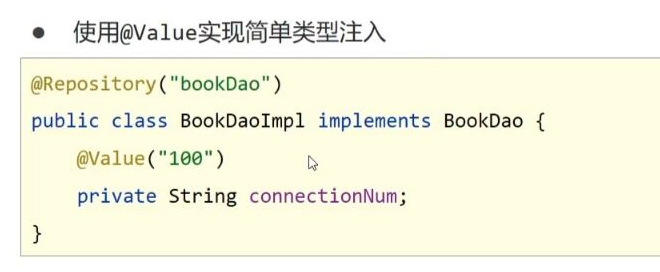 ● 使用@Value实现简单类型注入
@Repository("bookDao")
public class BookDaoImpl implements BookDao {
    @Value("100")
    private String connectionNum;
}